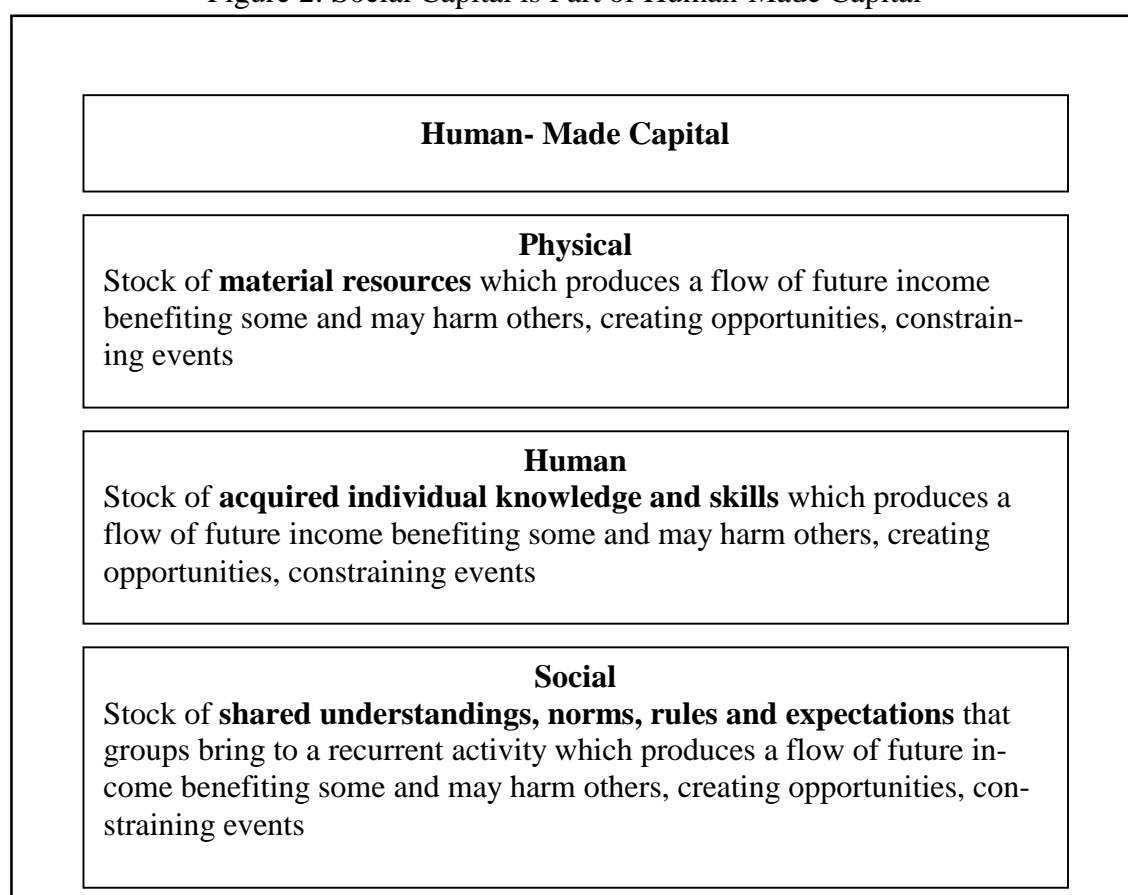 Figure 2. Social Capital is Part of Human-Made Capital
Human- Made Capital
Physical
Stock of material resources which produces a flow of future income
benefiting some and may harm others, creating opportunities, constrain-
ing events
Human
Stock of acquired individual knowledge and skills which produces a
flow of future income benefiting some and may harm others, creating
opportunities, constraining events
Social
Stock of shared understandings, norms, rules and expectations that
groups bring to a recurrent activity which produces a flow of future in-
come benefiting some and may harm others, creating opportunities, con-
straining events